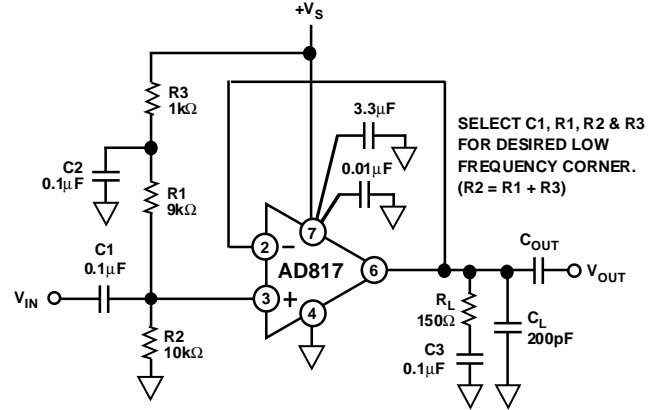 +VS
R3
1kΩ
3.3µF
SELECT C1, R1, R2 & R3
FOR DESIRED LOW
FREQUENCY CORNER.
(R2 = R1 + R3)
C2
0.1µF
0.01µF
R1
9kΩ
7
C1
0.1µF
2
−
AD817
6
COUT
VOUT
VIN
3
+
4
RL
150Ω
CL
200pF
R2
10kΩ
C3
0.1µF